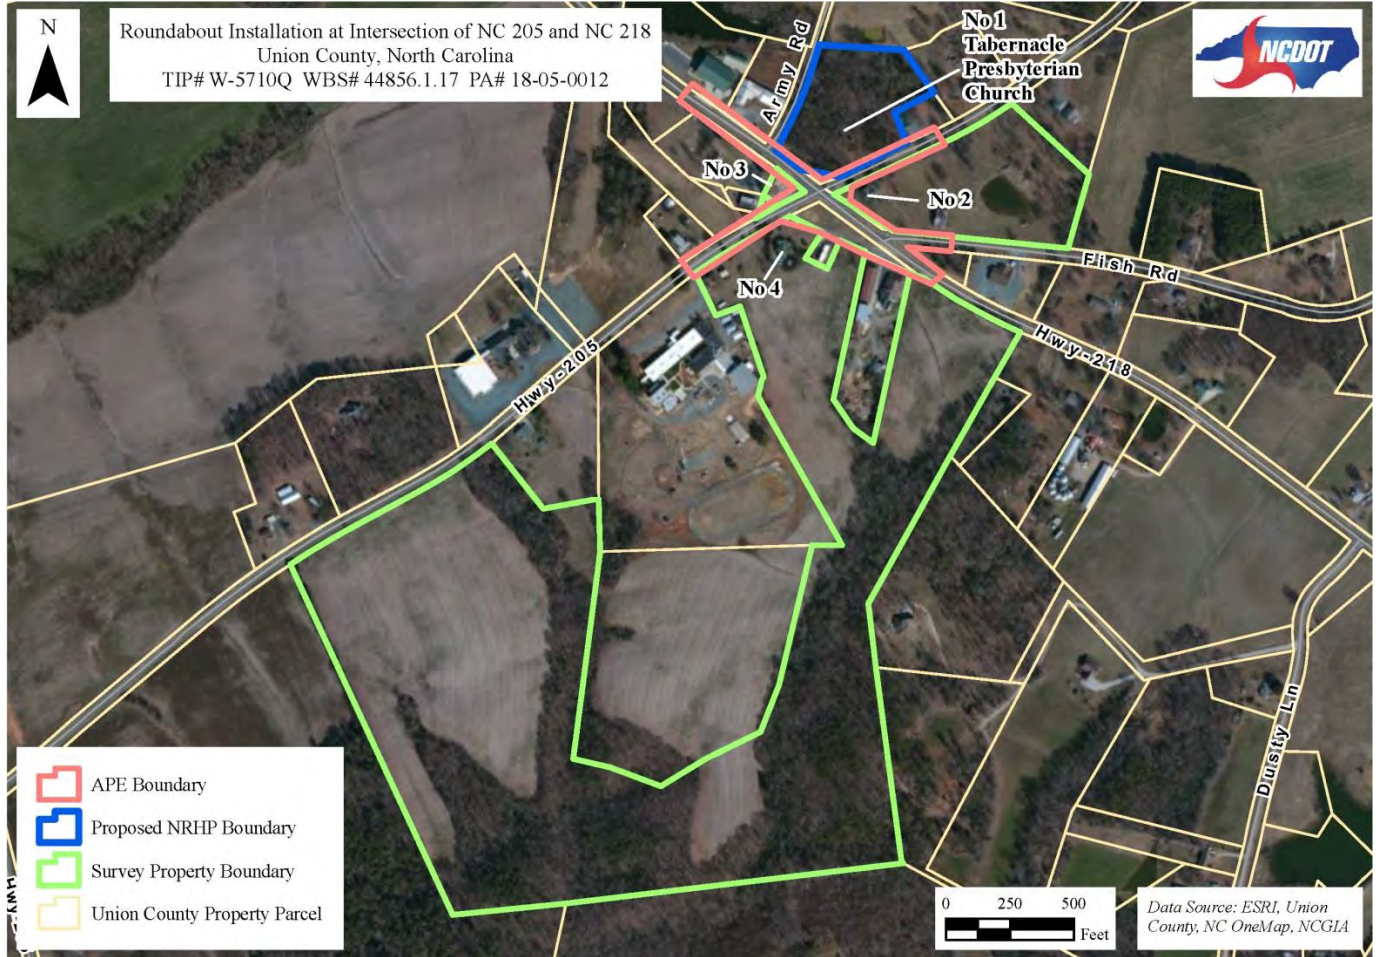 N
Roundabout Installation at Intersection of NC 205 and NC 218
Union County, North Carolina
TIP# W-5710Q WBS# 44856.1.17 PA# 18-05-0012
No 1
Tabernacle
Presbyterian
Church
NCDOT
Army Rd
No 3
No 2
No 4
Fish Rd
Hwy-218
Hwy-205
Dusty Ln
APE Boundary
Proposed NRHP Boundary
Survey Property Boundary
Union County Property Parcel
0 250 500
Feet
Data Source: ESRI, Union
County, NC OneMap, NCGIA